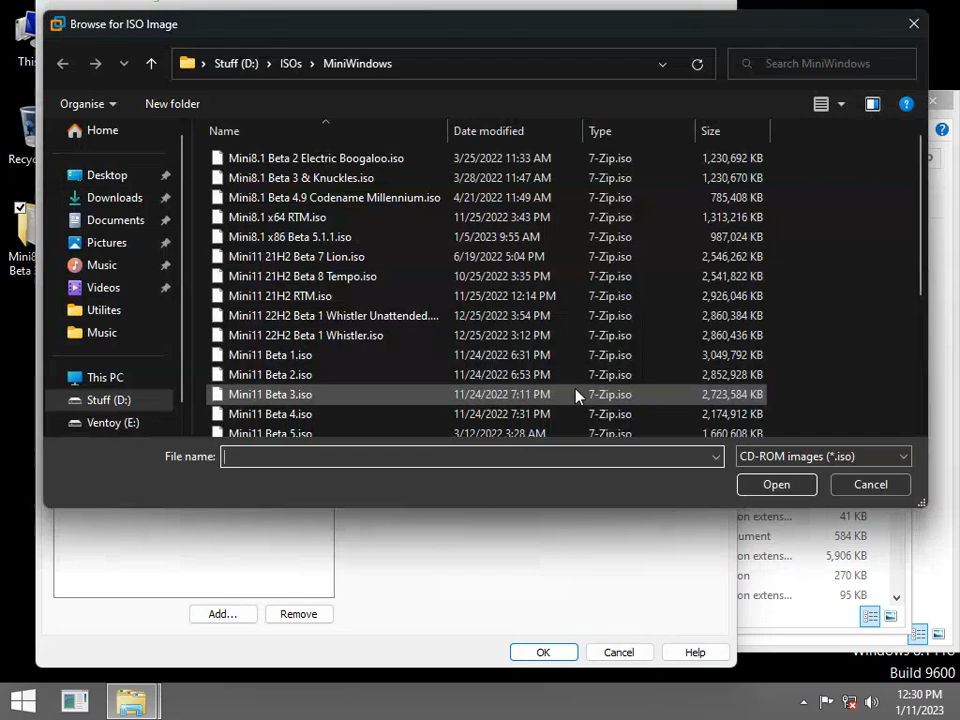 Browse for ISO Image
Stuff (D:) > ISOs > MiniWindows
Search MiniWindows
Organise
New folder
Home
Desktop
Downloads
Documents
Pictures
Music
Videos
Utilites
Music
This PC
Stuff (D:)
Ventoy (E:)
Name Date modified Type Size
Mini8.1 Beta 2 Electric Boogaloo.iso 3/25/2022 11:33 AM 7-Zip.iso 1,230,692 KB
Mini8.1 Beta 3 & Knuckles.iso 3/28/2022 11:47 AM 7-Zip.iso 1,230,670 KB
Mini8.1 Beta 4.9 Codename Millennium.iso 4/21/2022 11:49 AM 7-Zip.iso 785,408 KB
Mini8.1 x64 RTM.iso 11/25/2022 3:43 PM 7-Zip.iso 1,313,216 KB
Mini8.1 x86 Beta 5.1.1.iso 1/5/2023 9:55 AM 7-Zip.iso 987,024 KB
Mini11 21H2 Beta 7 Lion.iso 6/19/2022 5:04 PM 7-Zip.iso 2,546,262 KB
Mini11 21H2 Beta 8 Tempo.iso 10/25/2022 3:35 PM 7-Zip.iso 2,541,822 KB
Mini11 21H2 RTM.iso 11/25/2022 12:14 PM 7-Zip.iso 2,926,046 KB
Mini11 22H2 Beta 1 Whistler Unattended.... 12/25/2022 3:54 PM 7-Zip.iso 2,860,384 KB
Mini11 22H2 Beta 1 Whistler.iso 12/25/2022 3:12 PM 7-Zip.iso 2,860,436 KB
Mini11 Beta 1.iso 11/24/2022 6:31 PM 7-Zip.iso 3,049,792 KB
Mini11 Beta 2.iso 11/24/2022 6:53 PM 7-Zip.iso 2,852,928 KB
Mini11 Beta 3.iso 11/24/2022 7:11 PM 7-Zip.iso 2,723,584 KB
Mini11 Beta 4.iso 11/24/2022 7:31 PM 7-Zip.iso 2,174,912 KB
Mini11 Beta 5.iso 3/12/2022 3:28 AM 7-Zip.iso 1,660,608 KB
File name:
CD-ROM images (*.iso)
Open
Cancel
This
Recyc
Mini8
Beta
on extens... 41 KB
ument 584 KB
on extens... 5,906 KB
on 270 KB
on extens... 95 KB
Add...
Remove
OK
Cancel
Help
Build 9600
12:30 PM
1/11/2023